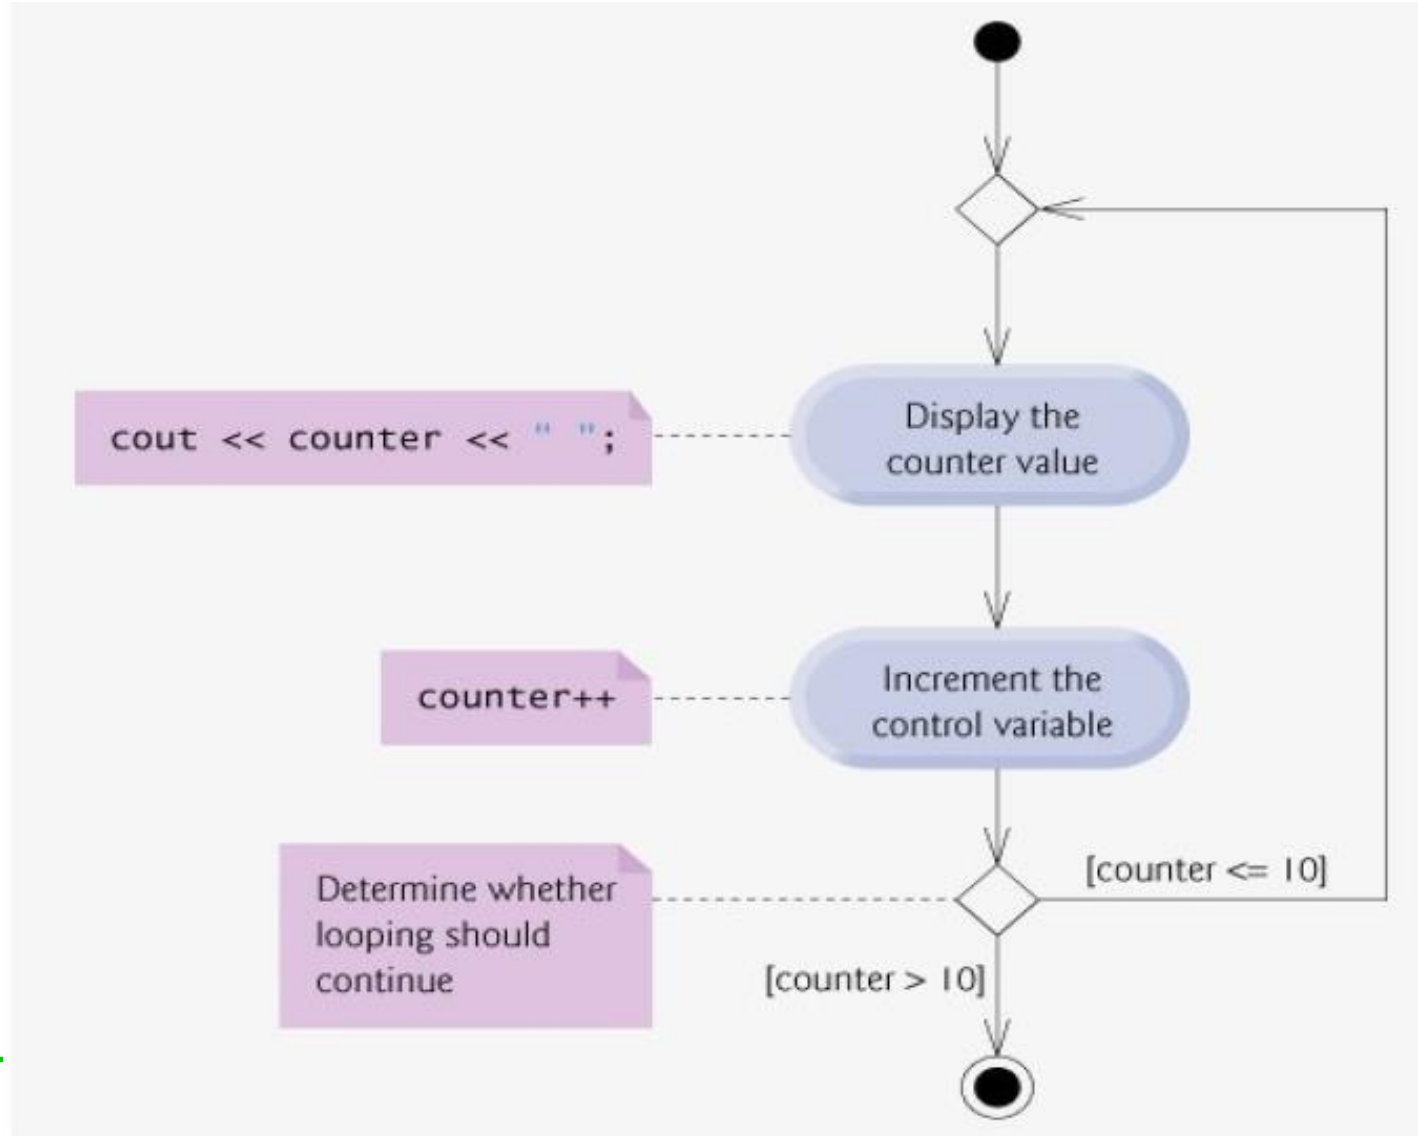 cout << counter << " ";
Display the
counter value
counter++
Increment the
control variable
Determine whether
looping should
continue
[counter <= 10]
[counter > 10]